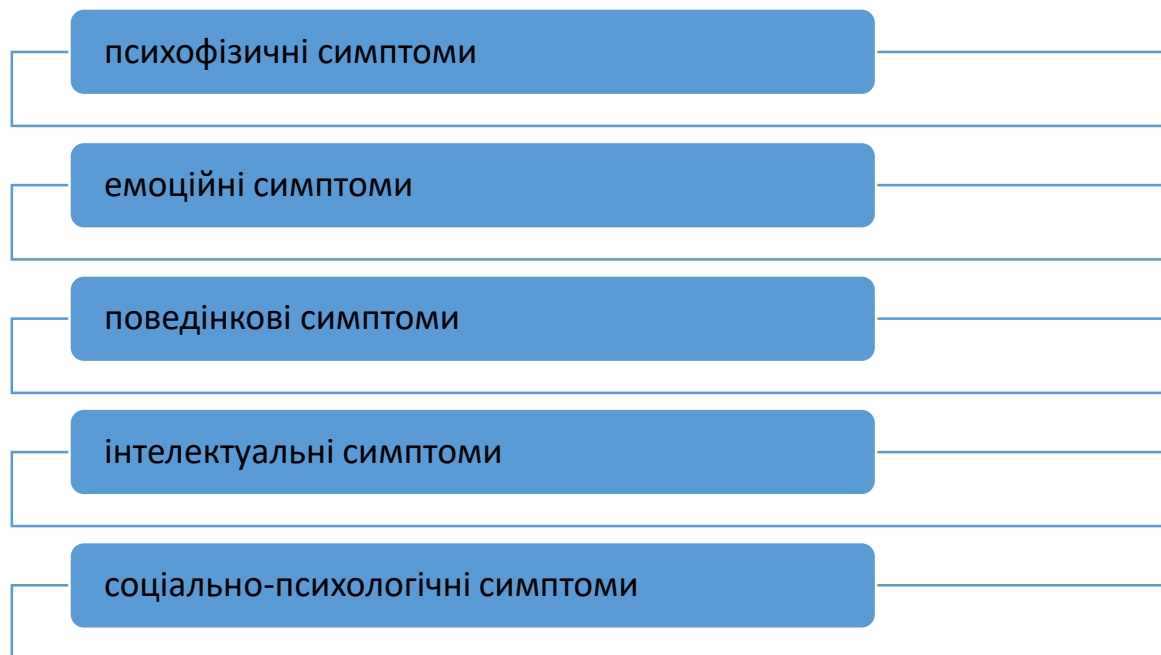 психофізичні симптоми
емоційні симптоми
поведінкові симптоми
інтелектуальні симптоми
соціально-психологічні симптоми